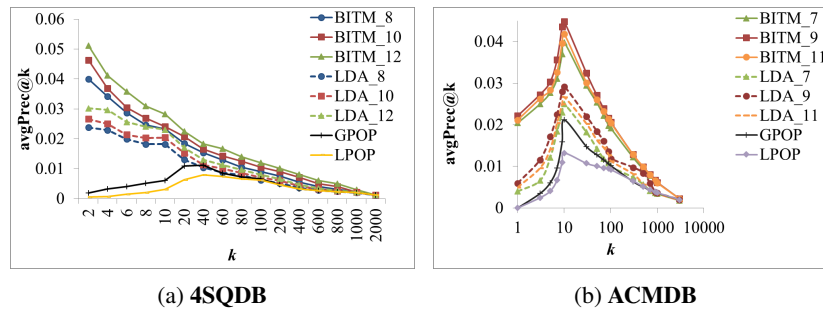 0.06
0.05
0.04
0.03
0.02
0.01
0
avgPrec@k
2
4
6
8
10
20
40
60
80
100
200
400
600
800
1000
2000
k
BITM_8
BITM_10
BITM_12
LDA_8
LDA_10
LDA_12
GPOP
LPOP
(a) 4SQDB
0.05
0.04
0.03
0.02
0.01
0
avgPrec@k
1 10 100 1000 10000
k
BITM_7
BITM_9
BITM_11
LDA_7
LDA_9
LDA_11
GPOP
LPOP
(b) ACMDB